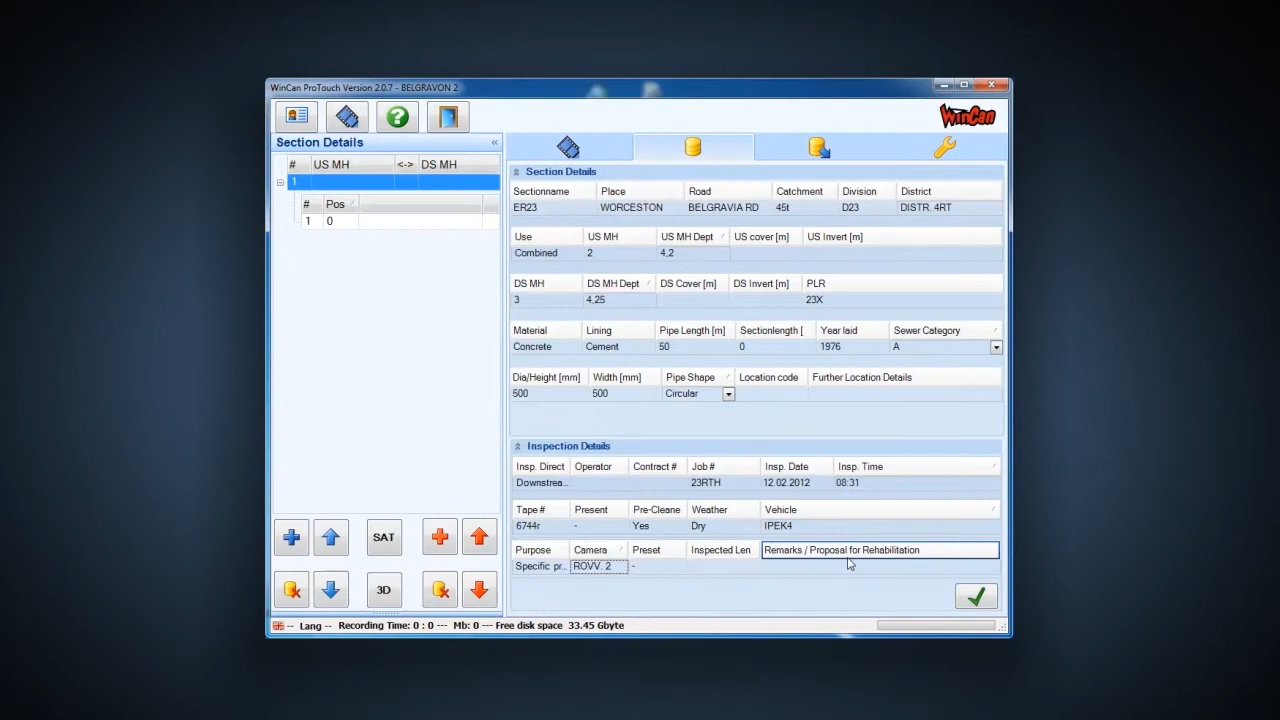 WinCan ProTouch Version 2.0.7 - BELGRAVON 2
WinCan
Section Details «
# US MH <-> DS MH
1
# Pos
1 0
SAT
3D
Section Details
Sectionname Place Road Catchment Division District
ER23 WORCESTON BELGRAVIA RD 45t D23 DISTR. 4RT
Use US MH US MH Dept US cover [m] US Invert [m]
Combined 2 4,2
DS MH DS MH Dept DS Cover [m] DS Invert [m] PLR
3 4,25 23X
Material Lining Pipe Length [m] Sectionlength [ Year laid Sewer Category
Concrete Cement 50 0 1976 A
Dia/Height [mm] Width [mm] Pipe Shape Location code Further Location Details
500 500 Circular
Inspection Details
Insp. Direct Operator Contract # Job # Insp. Date Insp. Time
Downstrea... 23RTH 12.02.2012 08:31
Tape # Present Pre-Cleane Weather Vehicle
6744r - Yes Dry IPEK4
Purpose Camera Preset Inspected Len Remarks / Proposal for Rehabilitation
Specific pr... ROVV. 2 -
-- Lang -- Recording Time: 0 : 0 --- Mb: 0 --- Free disk space 33.45 Gbyte